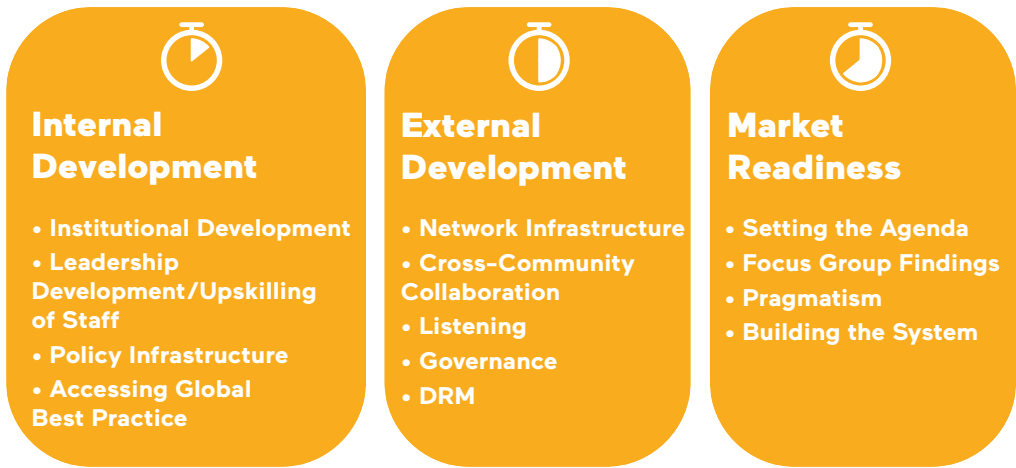 Internal
Development
• Institutional Development
• Leadership
Development/Upskilling
of Staff
• Policy Infrastructure
• Accessing Global
Best Practice
External
Development
• Network Infrastructure
• Cross-Community
Collaboration
• Listening
• Governance
• DRM
Market
Readiness
• Setting the Agenda
• Focus Group Findings
• Pragmatism
• Building the System